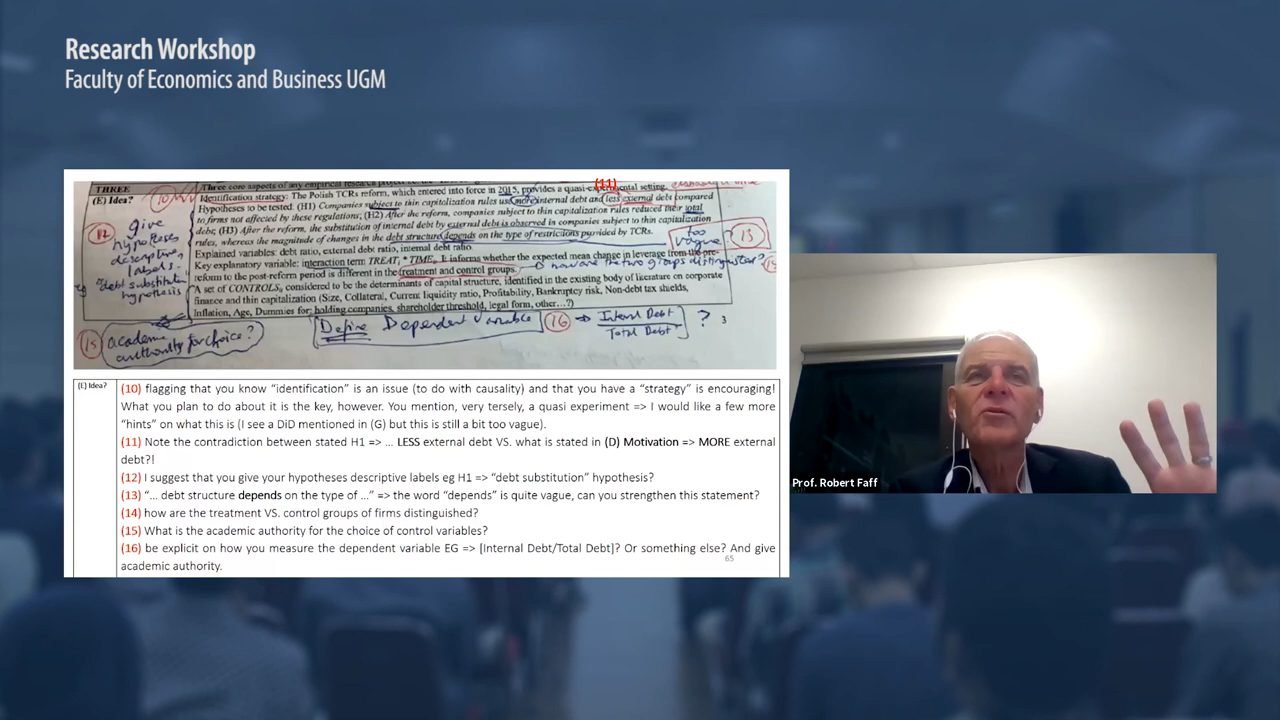 Research Workshop
Faculty of Economics and Business UGM
Three core aspects of any empirical research project
THREE
(E) Idea?
(11)
Identification strategy: The Polish TCRs reform, which entered into force in 2015, provides a quasi-experimental setting.
Hypotheses to be tested: (H1) Companies subject to thin capitalization rules use more internal debt and less external debt compared
to firms not affected by these regulations; (H2) After the reform, companies subject to thin capitalization rules reduced their total
debt; (H3) After the reform, the substitution of internal debt by external debt is observed in companies subject to thin capitalization
rules, whereas the magnitude of changes in the debt structure depends on the type of restrictions provided by TCRs.
Explained variables: debt ratio, external debt ratio, internal debt ratio.
Key explanatory variable: interaction term TREAT * TIME. It informs whether the expected mean change in leverage from the pre-
reform to the post-reform period is different in the treatment and control groups.
A set of CONTROLS, considered to be the determinants of capital structure, identified in the existing body of literature on corporate
finance and thin capitalization (Size, Collateral, Current liquidity ratio, Profitability, Bankruptcy risk, Non-debt tax shields,
Inflation, Age, Dummies for: holding companies, shareholder threshold, legal form, other…?)
3
(12)
give
hypotheses
descriptive
labels.
eg "debt substitution
hypothesis
too
vague?
(13)
how are the two groups distinguished?
(14)
(15)
academic
authority for choice?
Define Dependent Variable
(16)
Internal Debt
Total Debt
?
(E) Idea?
(10) flagging that you know “identification” is an issue (to do with causality) and that you have a “strategy” is encouraging!
What you plan to do about it is the key, however. You mention, very tersely, a quasi experiment => I would like a few more
“hints” on what this is (I see a DiD mentioned in (G) but this is still a bit too vague).
(11) Note the contradiction between stated H1 => … LESS external debt VS. what is stated in (D) Motivation => MORE external
debt?!
(12) I suggest that you give your hypotheses descriptive labels eg H1 => “debt substitution” hypothesis?
(13) “… debt structure depends on the type of …” => the word “depends” is quite vague, can you strengthen this statement?
(14) how are the treatment VS. control groups of firms distinguished?
(15) What is the academic authority for the choice of control variables?
(16) be explicit on how you measure the dependent variable EG => [Internal Debt/Total Debt]? Or something else? And give
academic authority.
65
Prof. Robert Faff